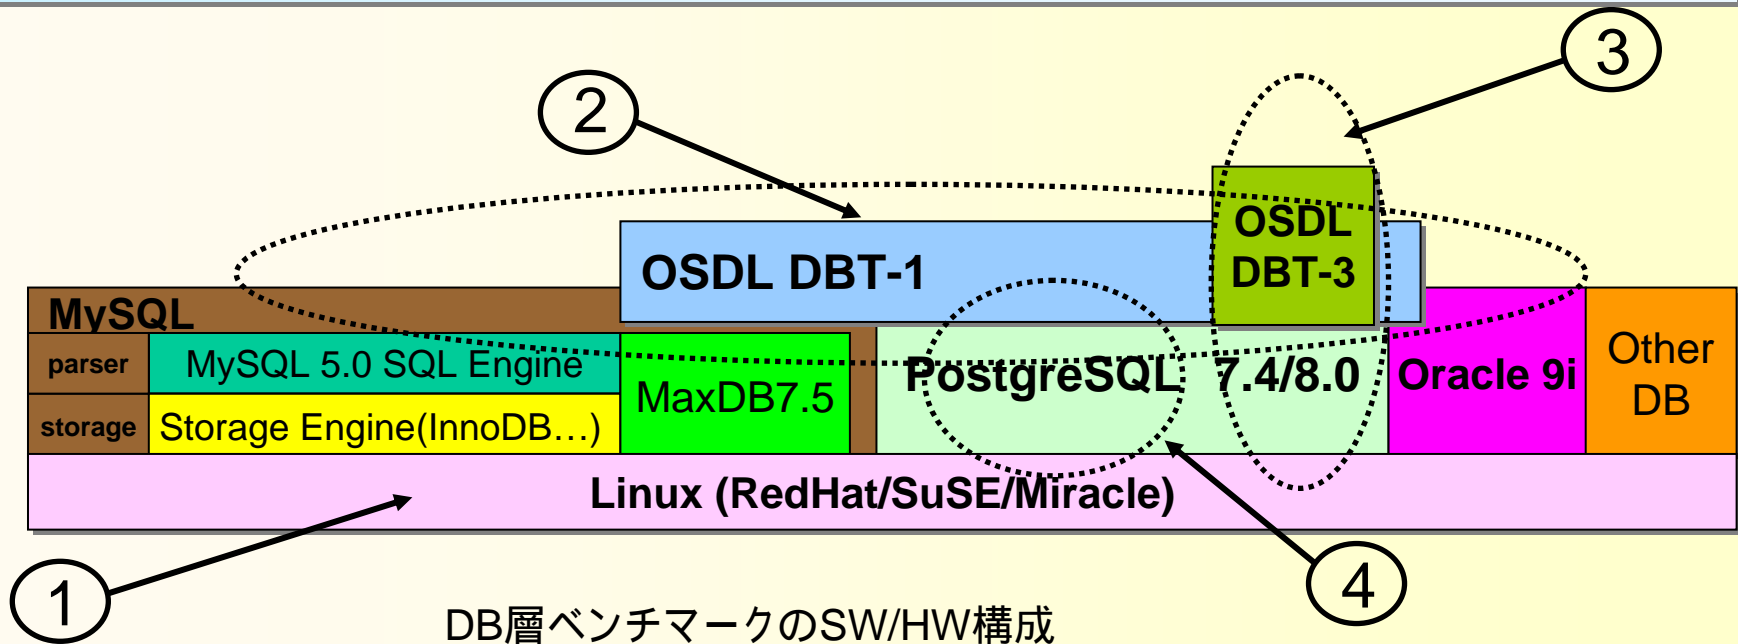 ③
②
OSDL
DBT-3
OSDL DBT-1
MySQL
parser
MySQL 5.0 SQL Engine
storage
Storage Engine(InnoDB...)
MaxDB7.5
PostgreSQL 7.4/8.0
Oracle 9i
Other
DB
Linux (RedHat/SuSE/Miracle)
①
④
DB層ベンチマークのSW/HW構成